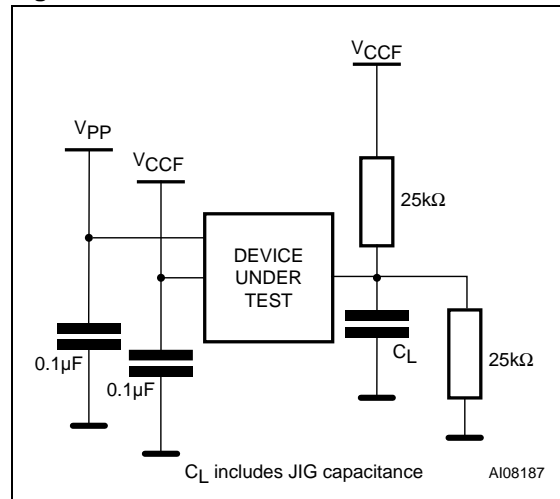 VCCF
VPP
VCCF
25kΩ
DEVICE
UNDER
TEST
0.1µF
0.1µF
CL
25kΩ
CL includes JIG capacitance
AI08187